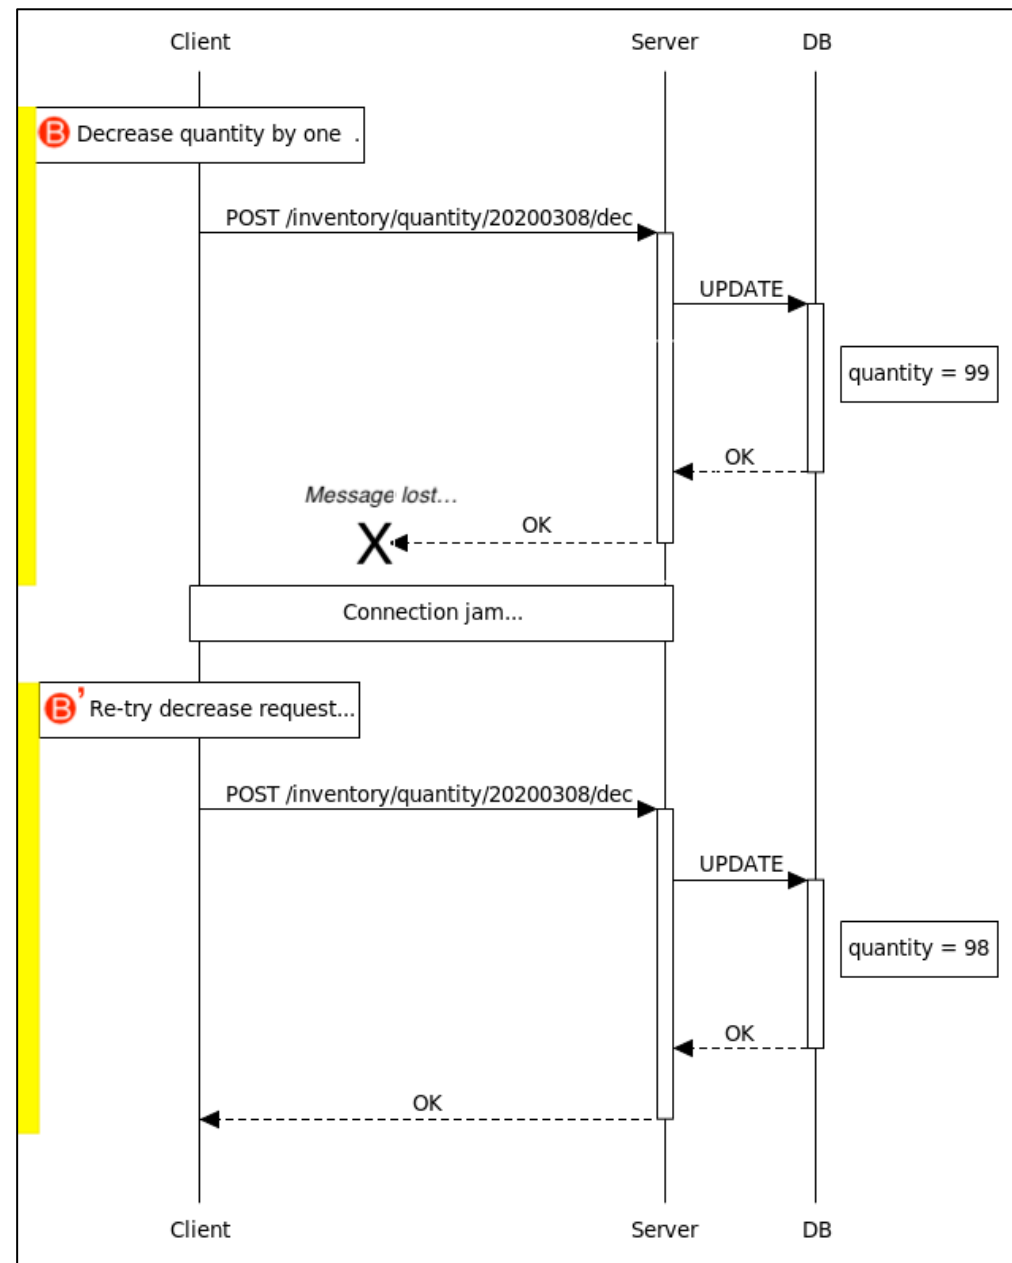 Client Server DB
B Decrease quantity by one .
POST /inventory/quantity/20200308/dec
UPDATE
quantity = 99
OK
Message lost...
OK
X
Connection jam...
B’ Re-try decrease request...
POST /inventory/quantity/20200308/dec
UPDATE
quantity = 98
OK
OK
Client Server DB